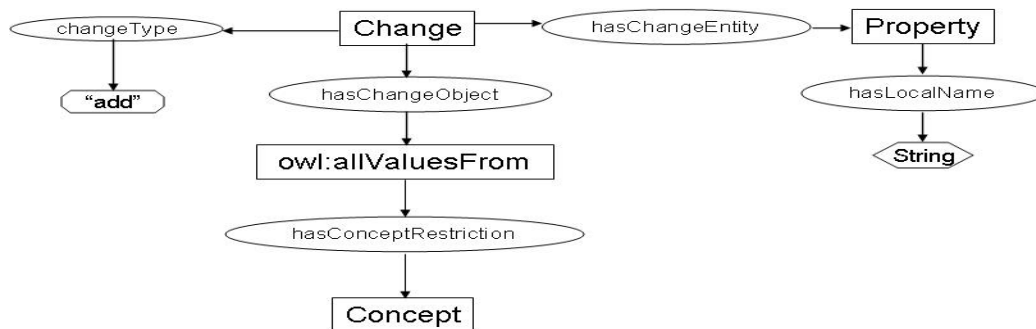 changeType
Change
hasChangeEntity
Property
“add”
hasChangeObject
hasLocalName
owl:allValuesFrom
String
hasConceptRestriction
Concept